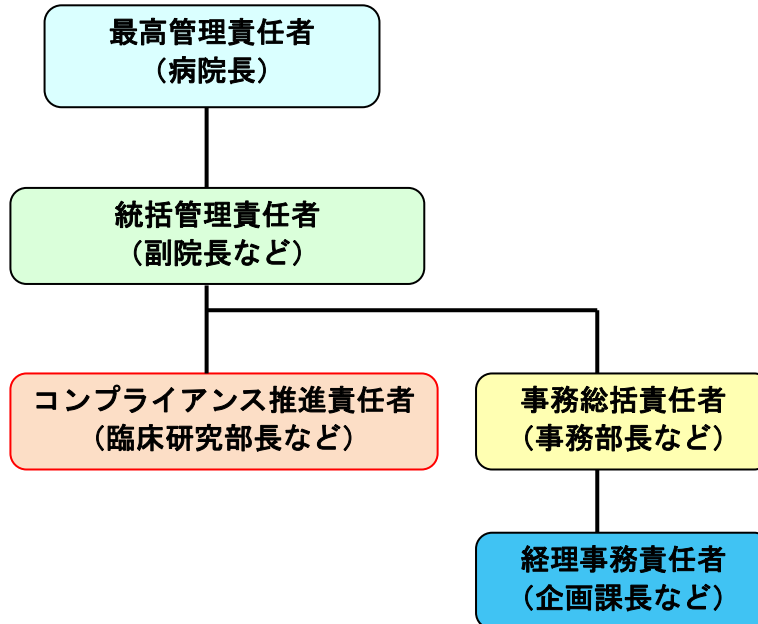 最高管理責任者
（病院長）
統括管理責任者
（副院長など）
コンプライアンス推進責任者
（臨床研究部長など）
事務総括責任者
（事務部長など）
経理事務責任者
（企画課長など）